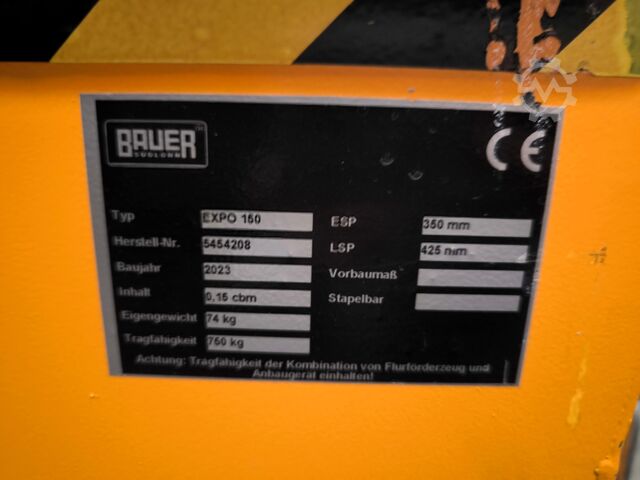 BAUER
SÜDLOHN
CE
Typ EXPO 150 ESP 350 mm
Herstell-Nr. 5454208 LSP 425 mm
Baujahr 2023 Vorbaumaß
Inhalt 0,15 cbm Stapelbar
Eigengewicht 74 kg
Tragfähigkeit 750 kg
Achtung: Tragfähigkeit der Kombination von Flurförderzeug und
Anbaugerät einhalten!